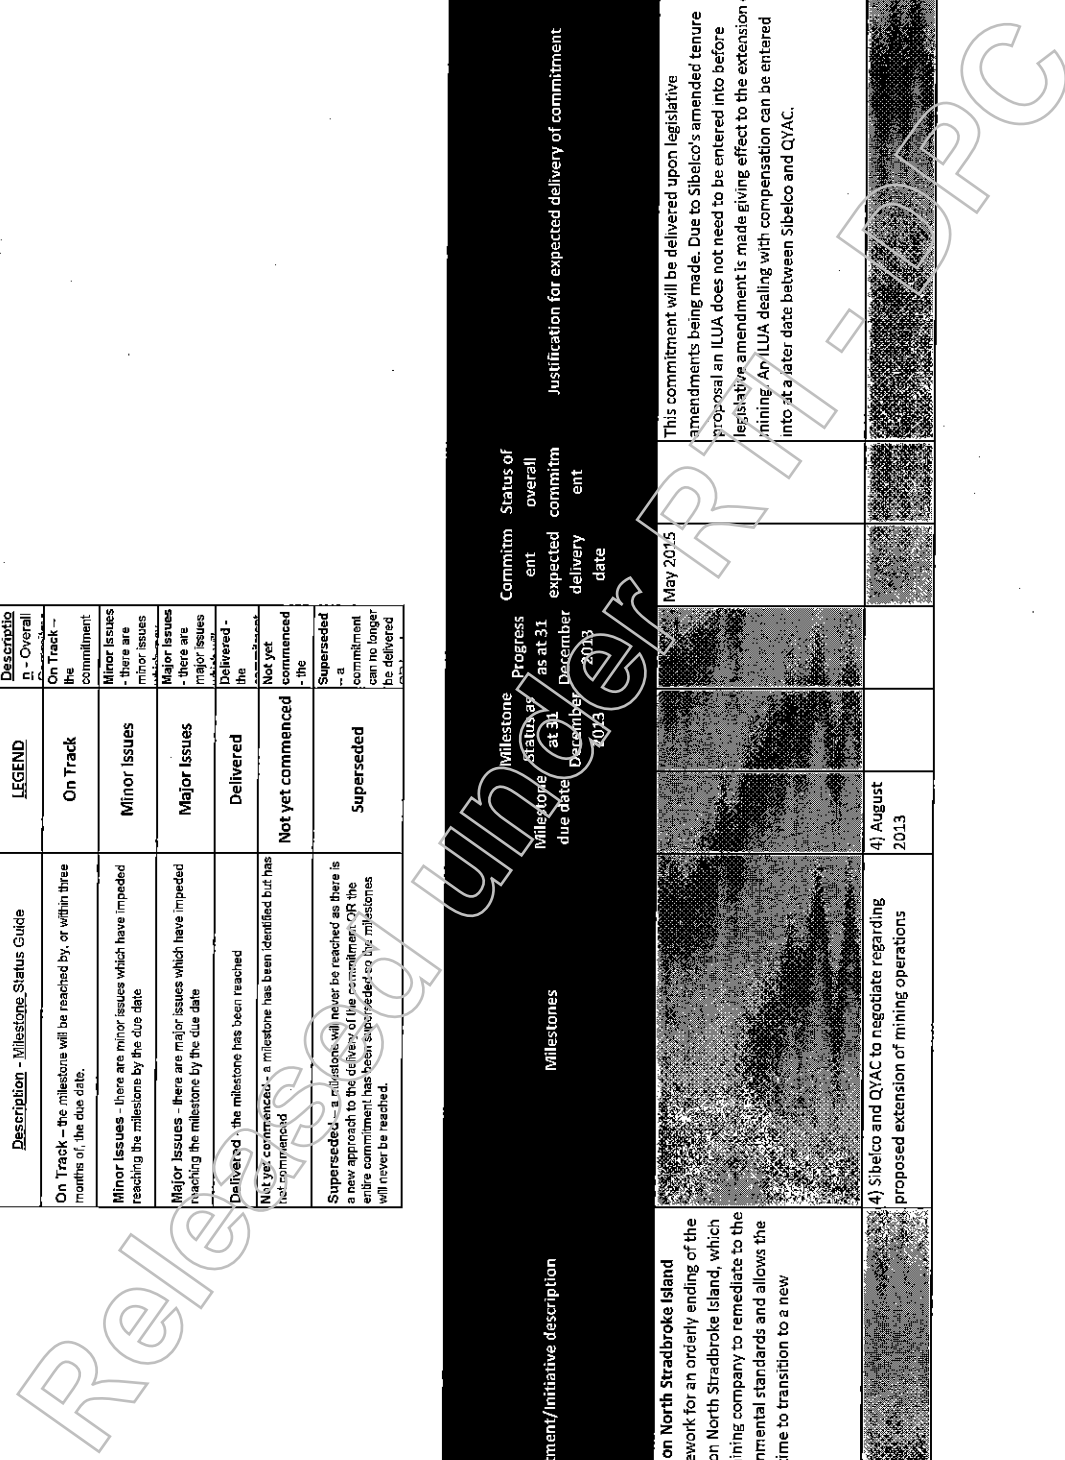 Description - Milestone Status Guide
LEGEND
Descriptio
n - Overall
On Track – the milestone will be reached by, or within three
months of, the due date.
On Track
On Track –
the
commitment
Minor Issues - there are minor issues which have impeded
reaching the milestone by the due date
Minor Issues
Minor Issues
- there are
minor issues
Major Issues - there are major issues which have impeded
reaching the milestone by the due date
Major Issues
Major Issues
- there are
major issues
Delivered - the milestone has been reached
Delivered
Delivered -
the
Not yet commenced - a milestone has been identified but has
not commenced
Not yet commenced
Not yet
commenced
- the
Superseded – a milestone will never be reached as there is
a new approach to the delivery of the commitment OR the
entire commitment has been superseded so the milestones
will never be reached.
Superseded
Superseded
– a
commitment
can no longer
be delivered
tment/Initiative description
Milestones
Milestone
due date
Milestone
Status as
at 31
December
2013
Progress
as at 31
December
2013
Commitm
ent
expected
delivery
date
Status of
overall
commitm
ent
Justification for expected delivery of commitment
on North Stradbroke Island
ework for an orderly ending of the
on North Stradbroke Island, which
ining company to remediate to the
nmental standards and allows the
ime to transition to a new
May 2015
This commitment will be delivered upon legislative
amendments being made. Due to Sibelco's amended tenure
proposal an ILUA does not need to be entered into before
legislative amendment is made giving effect to the extension
mining. An ILUA dealing with compensation can be entered
into at a later date between Sibelco and QYAC.
4) Sibelco and QYAC to negotiate regarding
proposed extension of mining operations
4) August
2013
Released under RTI - DPC